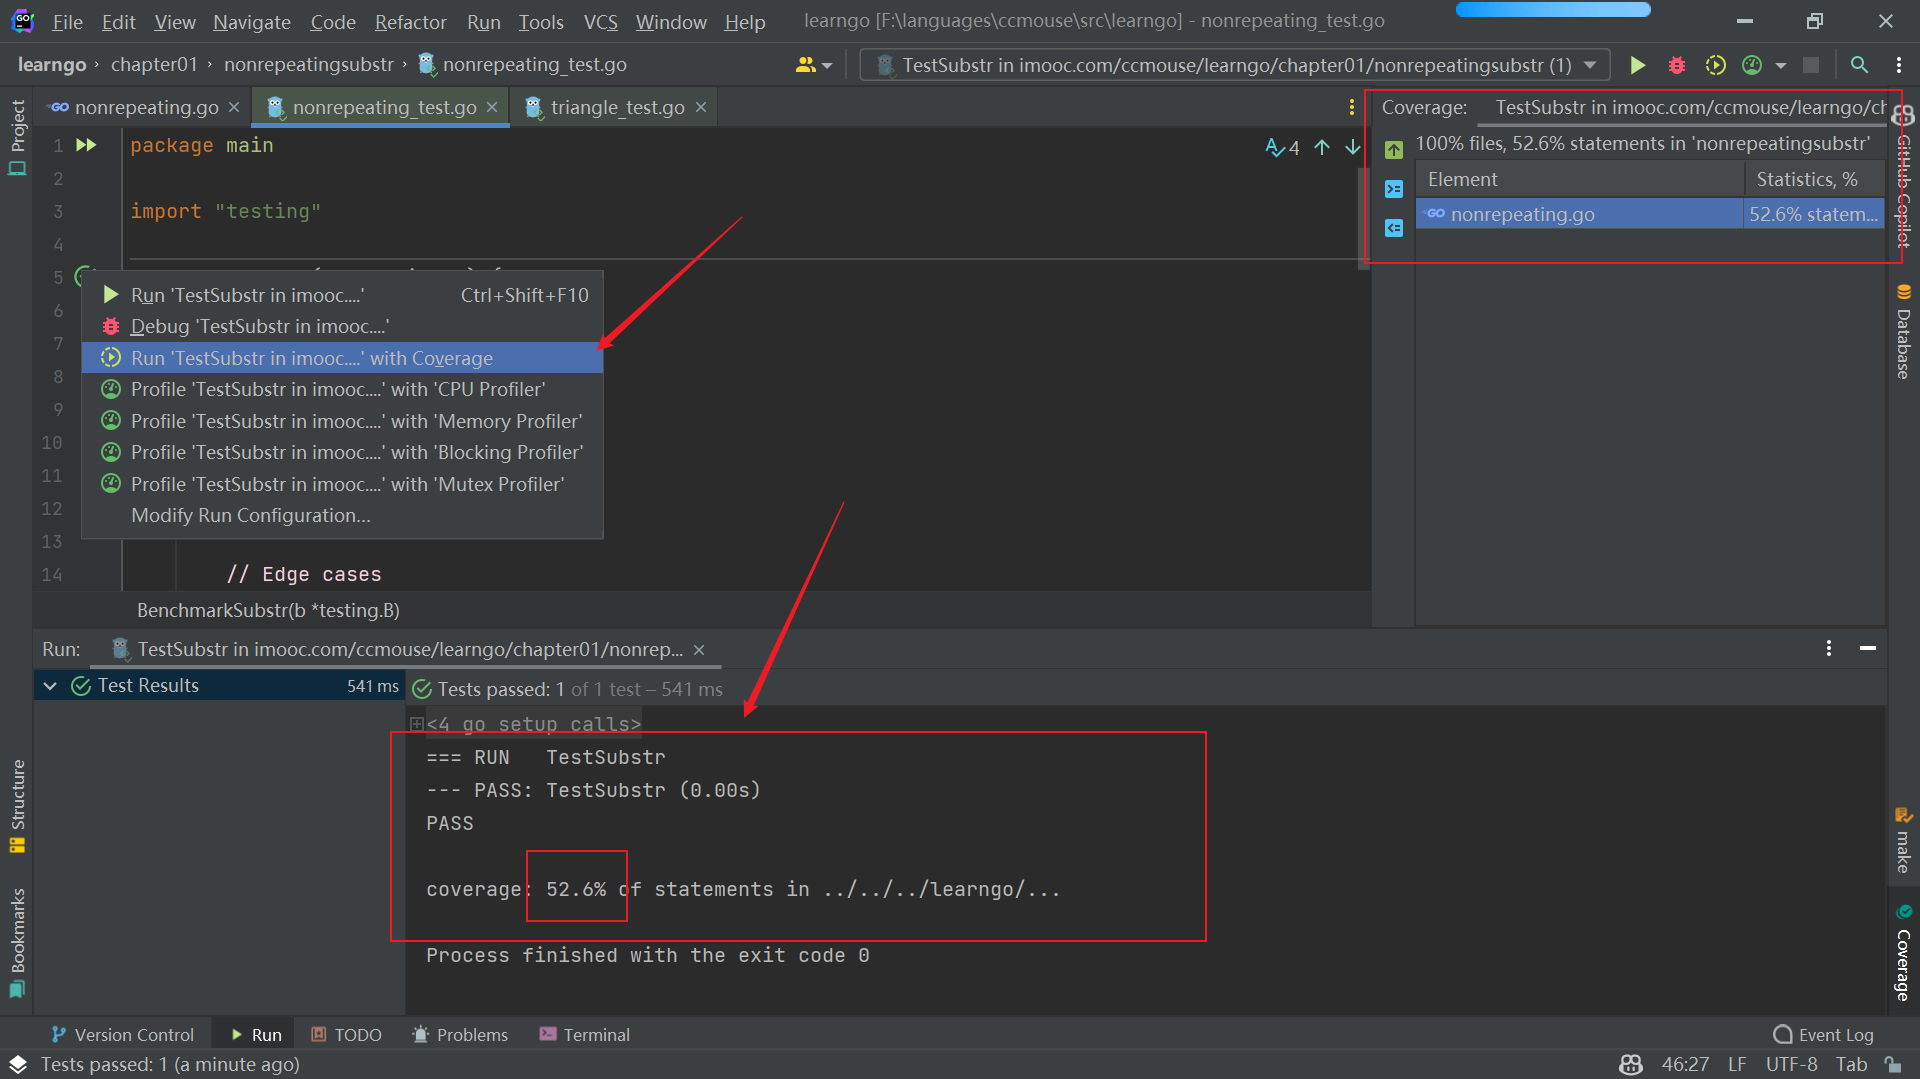 File Edit View Navigate Code Refactor Run Tools VCS Window Help learngo [F:\languages\ccmouse\src\learngo] - nonrepeating_test.go
learngo › chapter01 › nonrepeatingsubstr › nonrepeating_test.go
TestSubstr in imooc.com/ccmouse/learngo/chapter01/nonrepeatingsubstr (1)
nonrepeating.go
nonrepeating_test.go
triangle_test.go
Project
1 package main
2
3 import "testing"
4
5
6
7
8
9
10
11
12
13
14 // Edge cases
4
Run 'TestSubstr in imooc....' Ctrl+Shift+F10
Debug 'TestSubstr in imooc....'
Run 'TestSubstr in imooc....' with Coverage
Profile 'TestSubstr in imooc....' with 'CPU Profiler'
Profile 'TestSubstr in imooc....' with 'Memory Profiler'
Profile 'TestSubstr in imooc....' with 'Blocking Profiler'
Profile 'TestSubstr in imooc....' with 'Mutex Profiler'
Modify Run Configuration...
BenchmarkSubstr(b *testing.B)
Coverage: TestSubstr in imooc.com/ccmouse/learngo/ch
100% files, 52.6% statements in 'nonrepeatingsubstr'
Element Statistics, %
nonrepeating.go 52.6% statem...
GitHub Copilot
Database
make
Coverage
Run: TestSubstr in imooc.com/ccmouse/learngo/chapter01/nonrep...
Test Results 541 ms
Tests passed: 1 of 1 test – 541 ms
<4 go setup calls>
=== RUN   TestSubstr
--- PASS: TestSubstr (0.00s)
PASS
coverage: 52.6% of statements in ../../../learngo/...
Process finished with the exit code 0
Structure
Bookmarks
Version Control Run TODO Problems Terminal Event Log
Tests passed: 1 (a minute ago) 46:27 LF UTF-8 Tab